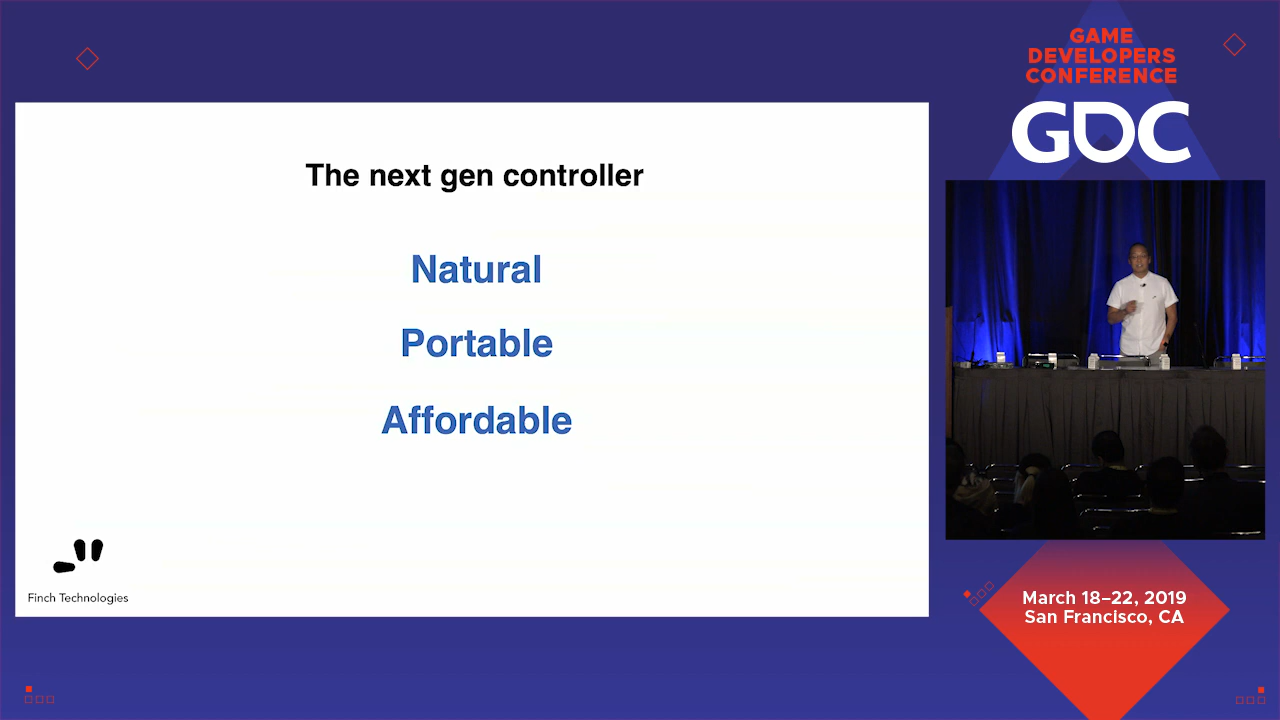 The next gen controller
Natural
Portable
Affordable
Finch Technologies
GAME
DEVELOPERS
CONFERENCE
GDC
March 18–22, 2019
San Francisco, CA